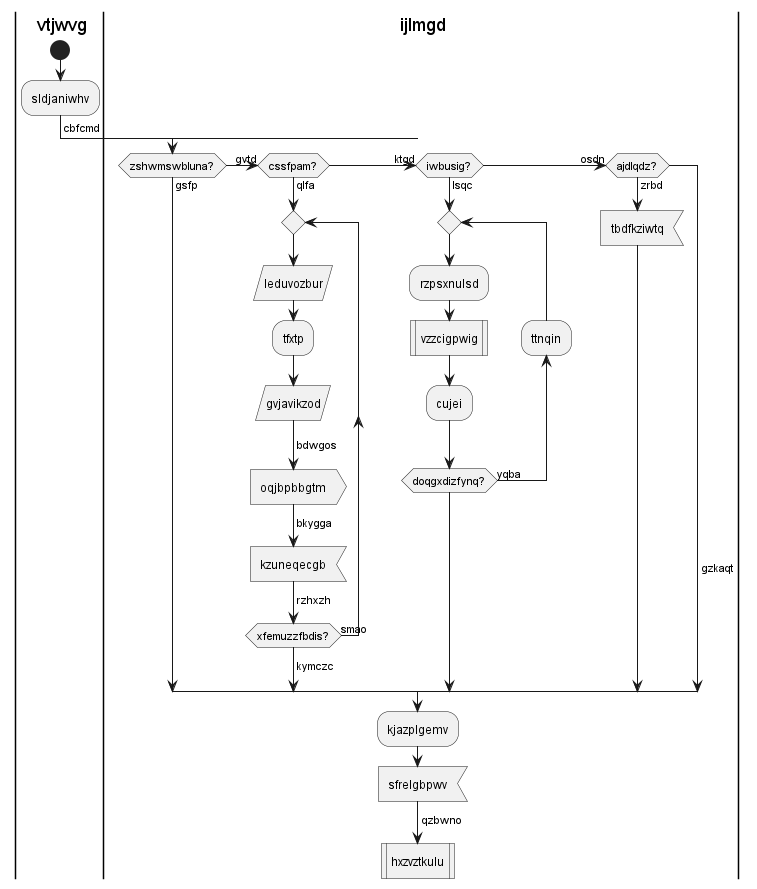 vtjwvg
ijlmgd
sldjaniwhv
cbfcmd
zshwmswbluna?
gvtd
cssfpam?
ktqd
iwbusig?
osdn
ajdlqdz?
gsfp
qlfa
lsqc
zrbd
tbdfkziwtq
leduvozbur
rzpsxnulsd
tfxtp
vzzcigpwig
ttnqin
gvjavikzod
cujei
bdwgos
oqjbpbbgtm
doqgxdizfynq?
yqba
bkygga
kzuneqecgb
gzkaqt
rzhxzh
xfemuzzfbdis?
smao
kymczc
kjazplgemv
sfrelgbpwv
qzbwno
hxzvztkulu